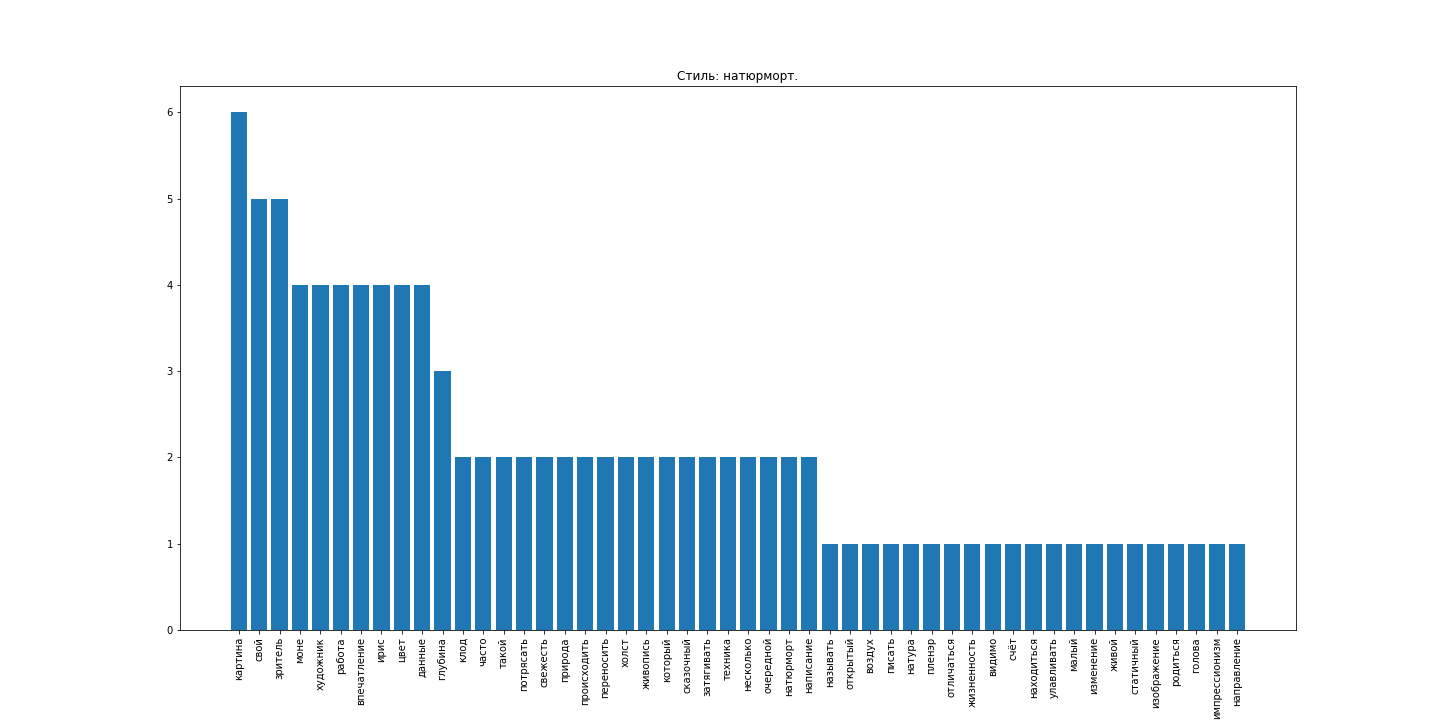 Стиль: натюрморт.
6
5
4
3
2
1
0
картина
свой
зритель
моне
художник
работа
впечатление
ирис
цвет
данные
глубина
клод
часто
такой
потрясать
свежесть
природа
происходить
переносить
холст
живопись
который
сказочный
затягивать
техника
несколько
очередной
натюрморт
написание
называть
открытый
воздух
писать
натура
пленэр
отличаться
жизненность
видимо
счёт
находиться
улавливать
малый
изменение
живой
статичный
изображение
родиться
голова
импрессионизм
направление